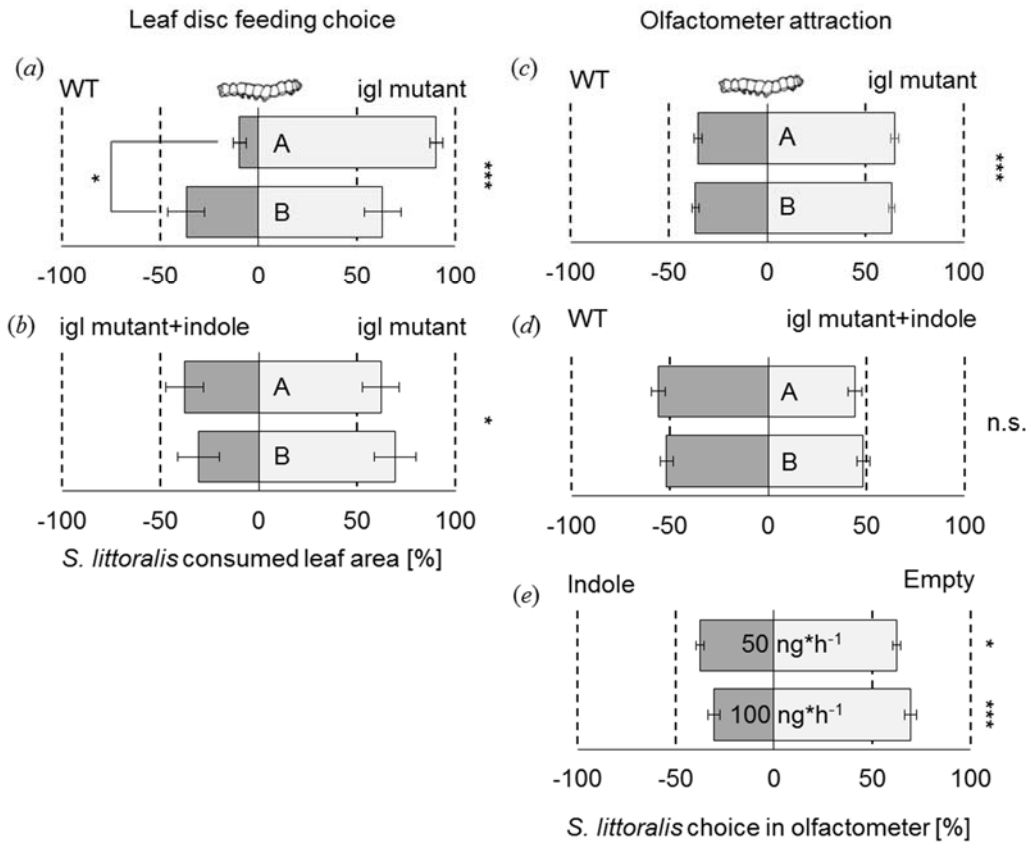 Leaf disc feeding choice
Olfactometer attraction
(a)
WT
igl mutant
A
B
*
***
-100 -50 0 50 100
(b)
igl mutant+indole
igl mutant
A
B
*
-100 -50 0 50 100
S. littoralis consumed leaf area [%]
(c)
WT
igl mutant
A
B
***
-100 -50 0 50 100
(d)
WT
igl mutant+indole
A
B
n.s.
-100 -50 0 50 100
(e)
Indole
Empty
50 ng*h⁻¹
*
100 ng*h⁻¹
***
-100 -50 0 50 100
S. littoralis choice in olfactometer [%]